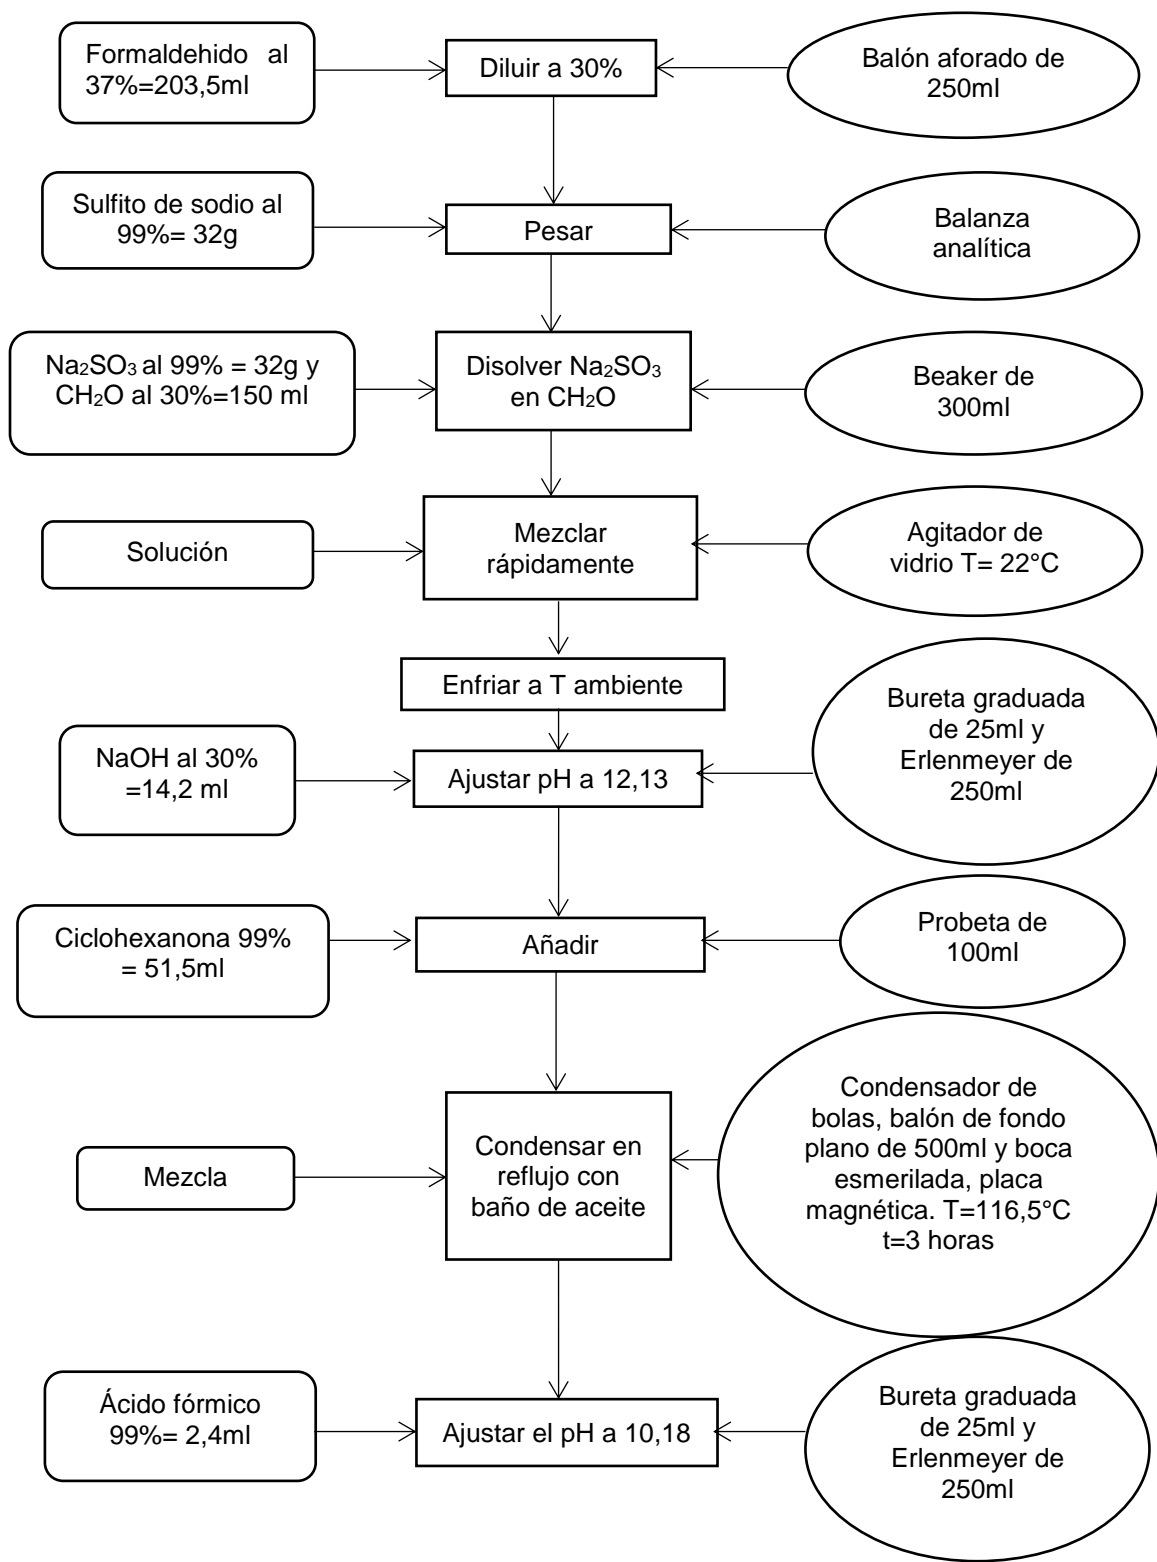 Formaldehido al
37%=203,5ml
Diluir a 30%
Balón aforado de
250ml
Sulfito de sodio al
99%= 32g
Pesar
Balanza
analítica
Na₂SO₃ al 99% = 32g y
CH₂O al 30%=150 ml
Disolver Na₂SO₃
en CH₂O
Beaker de
300ml
Solución
Mezclar
rápidamente
Agitador de
vidrio T= 22°C
Enfriar a T ambiente
NaOH al 30%
=14,2 ml
Ajustar pH a 12,13
Bureta graduada
de 25ml y
Erlenmeyer de
250ml
Ciclohexanona 99%
= 51,5ml
Añadir
Probeta de
100ml
Mezcla
Condensar en
reflujo con
baño de aceite
Condensador de
bolas, balón de fondo
plano de 500ml y boca
esmerilada, placa
magnética. T=116,5°C
t=3 horas
Ácido fórmico
99%= 2,4ml
Ajustar el pH a 10,18
Bureta graduada
de 25ml y
Erlenmeyer de
250ml